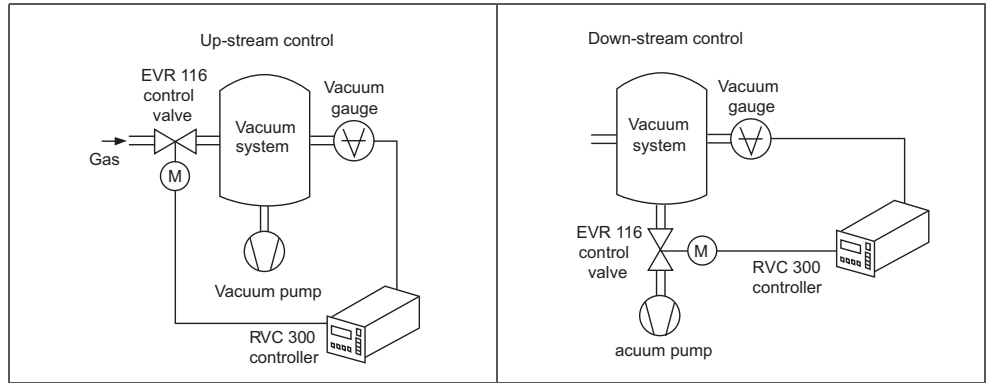 Up-stream control
EVR 116
control
valve
Vacuum
gauge
Vacuum
system
Gas
M
Vacuum pump
RVC 300
controller
Down-stream control
Vacuum
gauge
Vacuum
system
EVR 116
control
valve
M
RVC 300
controller
acuum pump